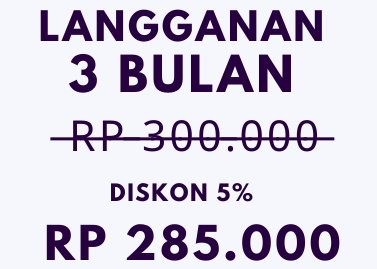 LANGGANAN
3 BULAN
RP 300.000
DISKON 5%
RP 285.000